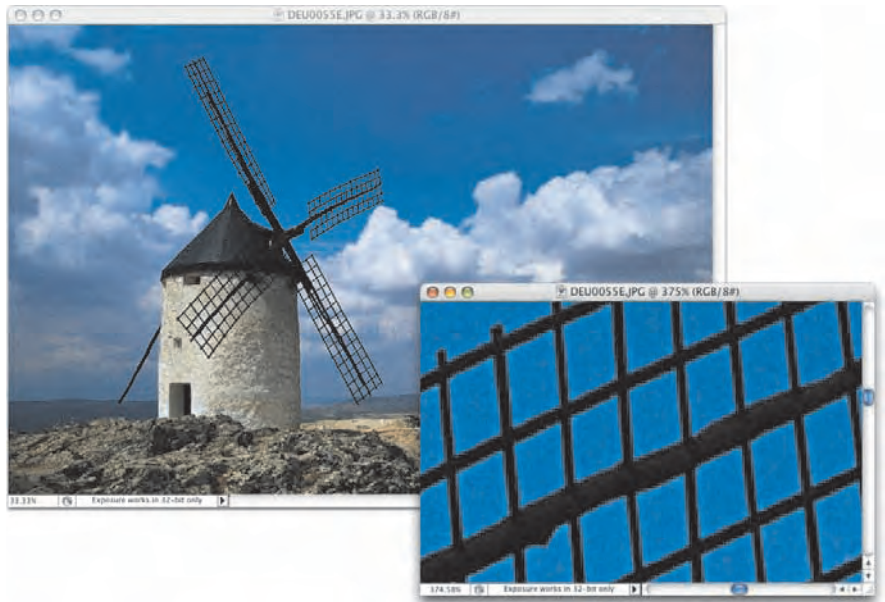 DEU0055E.JPG @ 33.3% (RGB/8#)
DEU0055E.JPG @ 375% (RGB/8#)
33.33%
Exposure works in 32-bit only
374.58%
Exposure works in 32-bit only